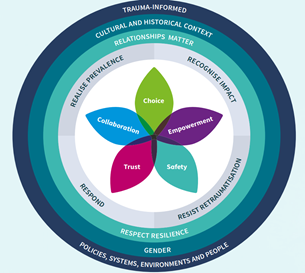 TRAUMA-INFORMED
CULTURAL AND HISTORICAL CONTEXT
RELATIONSHIPS MATTER
REALISE PREVALENCE
RECOGNISE IMPACT
Choice
Collaboration
Empowerment
Trust
Safety
RESPOND
RESIST RETRAUMATISATION
RESPECT RESILIENCE
GENDER
POLICIES, SYSTEMS, ENVIRONMENTS AND PEOPLE